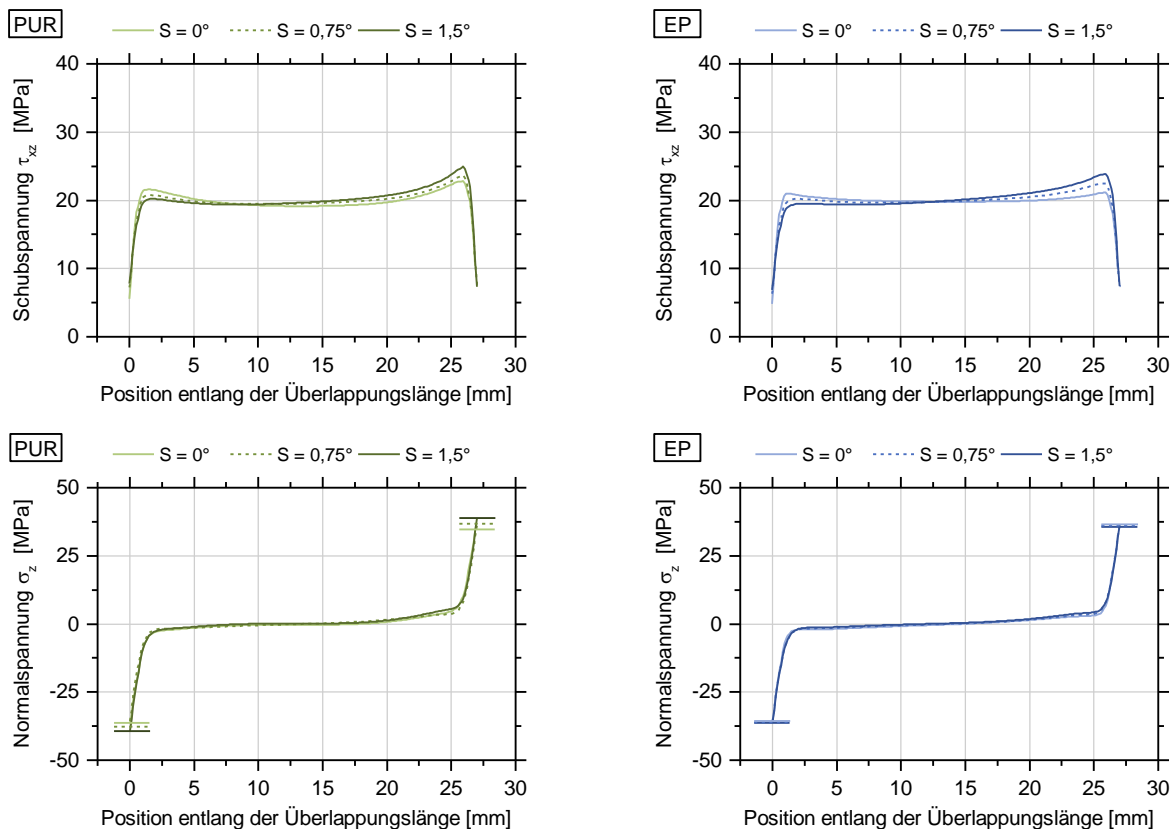 PUR
S = 0° S = 0,75° S = 1,5°
40
30
20
10
0
Schubspannung τxz [MPa]
0 5 10 15 20 25 30
Position entlang der Überlappungslänge [mm]
EP
S = 0° S = 0,75° S = 1,5°
40
30
20
10
0
Schubspannung τxz [MPa]
0 5 10 15 20 25 30
Position entlang der Überlappungslänge [mm]
PUR
S = 0° S = 0,75° S = 1,5°
50
25
0
-25
-50
Normalspannung σz [MPa]
0 5 10 15 20 25 30
Position entlang der Überlappungslänge [mm]
EP
S = 0° S = 0,75° S = 1,5°
50
25
0
-25
-50
Normalspannung σz [MPa]
0 5 10 15 20 25 30
Position entlang der Überlappungslänge [mm]